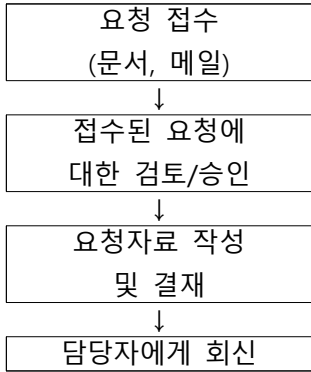 요청 접수
(문서, 메일)
↓
접수된 요청에
대한 검토/승인
↓
요청자료 작성
및 결재
↓
담당자에게 회신